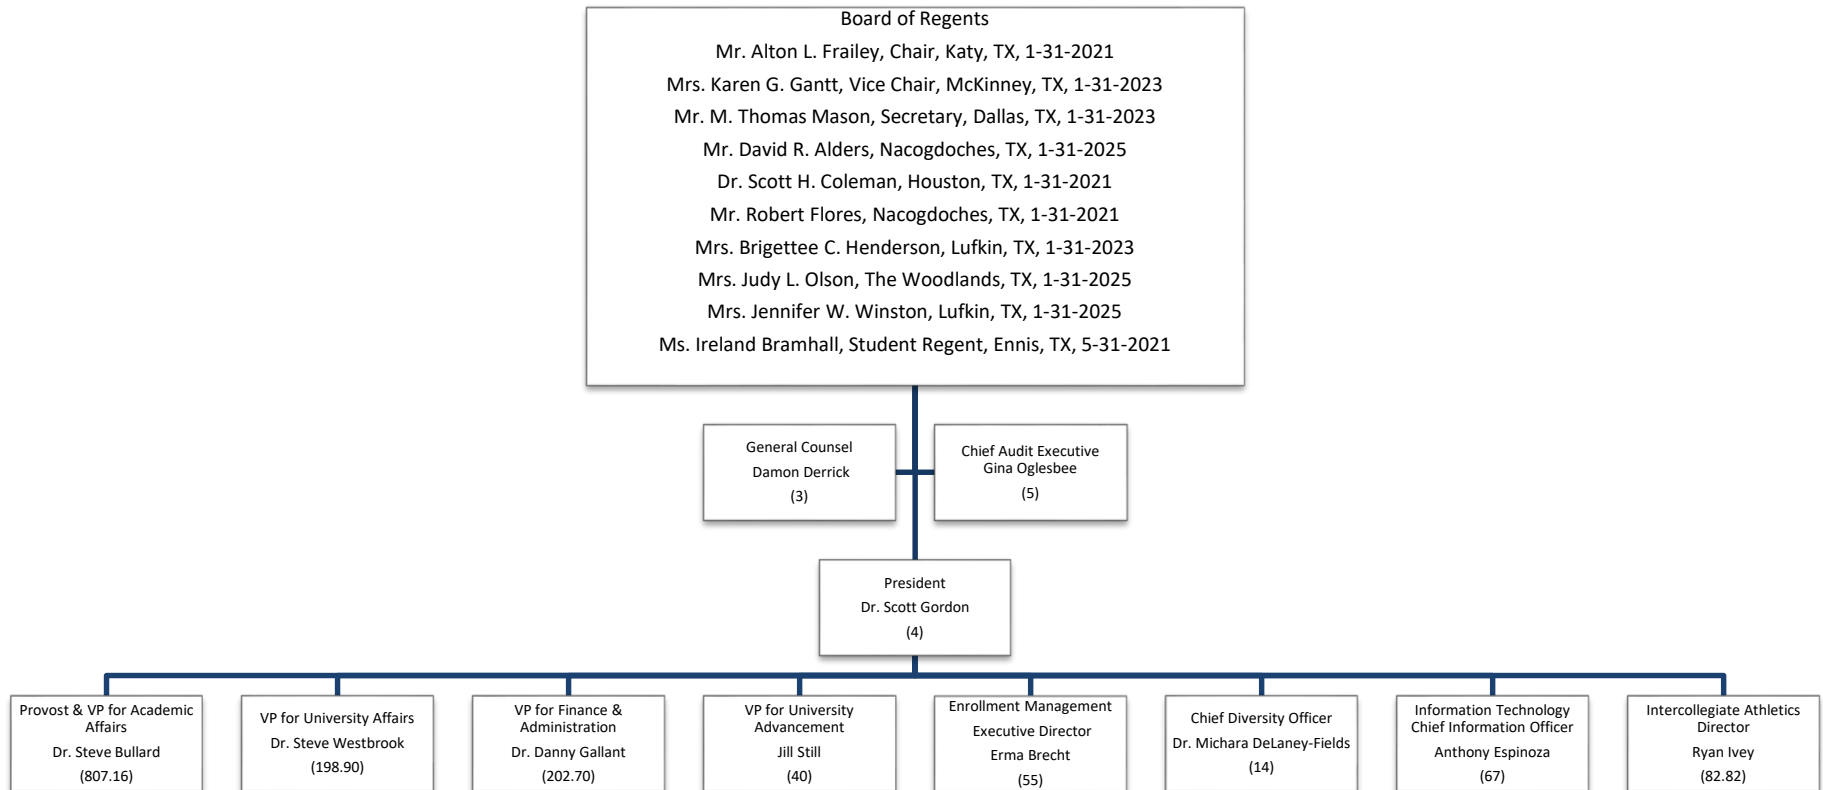 Board of Regents
Mr. Alton L. Frailey, Chair, Katy, TX, 1-31-2021
Mrs. Karen G. Gantt, Vice Chair, McKinney, TX, 1-31-2023
Mr. M. Thomas Mason, Secretary, Dallas, TX, 1-31-2023
Mr. David R. Alders, Nacogdoches, TX, 1-31-2025
Dr. Scott H. Coleman, Houston, TX, 1-31-2021
Mr. Robert Flores, Nacogdoches, TX, 1-31-2021
Mrs. Brigettee C. Henderson, Lufkin, TX, 1-31-2023
Mrs. Judy L. Olson, The Woodlands, TX, 1-31-2025
Mrs. Jennifer W. Winston, Lufkin, TX, 1-31-2025
Ms. Ireland Bramhall, Student Regent, Ennis, TX, 5-31-2021
General Counsel
Damon Derrick
(3)
Chief Audit Executive
Gina Oglesbee
(5)
President
Dr. Scott Gordon
(4)
Provost & VP for Academic
Affairs
Dr. Steve Bullard
(807.16)
VP for University Affairs
Dr. Steve Westbrook
(198.90)
VP for Finance &
Administration
Dr. Danny Gallant
(202.70)
VP for University
Advancement
Jill Still
(40)
Enrollment Management
Executive Director
Erma Brecht
(55)
Chief Diversity Officer
Dr. Michara DeLaney-Fields
(14)
Information Technology
Chief Information Officer
Anthony Espinoza
(67)
Intercollegiate Athletics
Director
Ryan Ivey
(82.82)